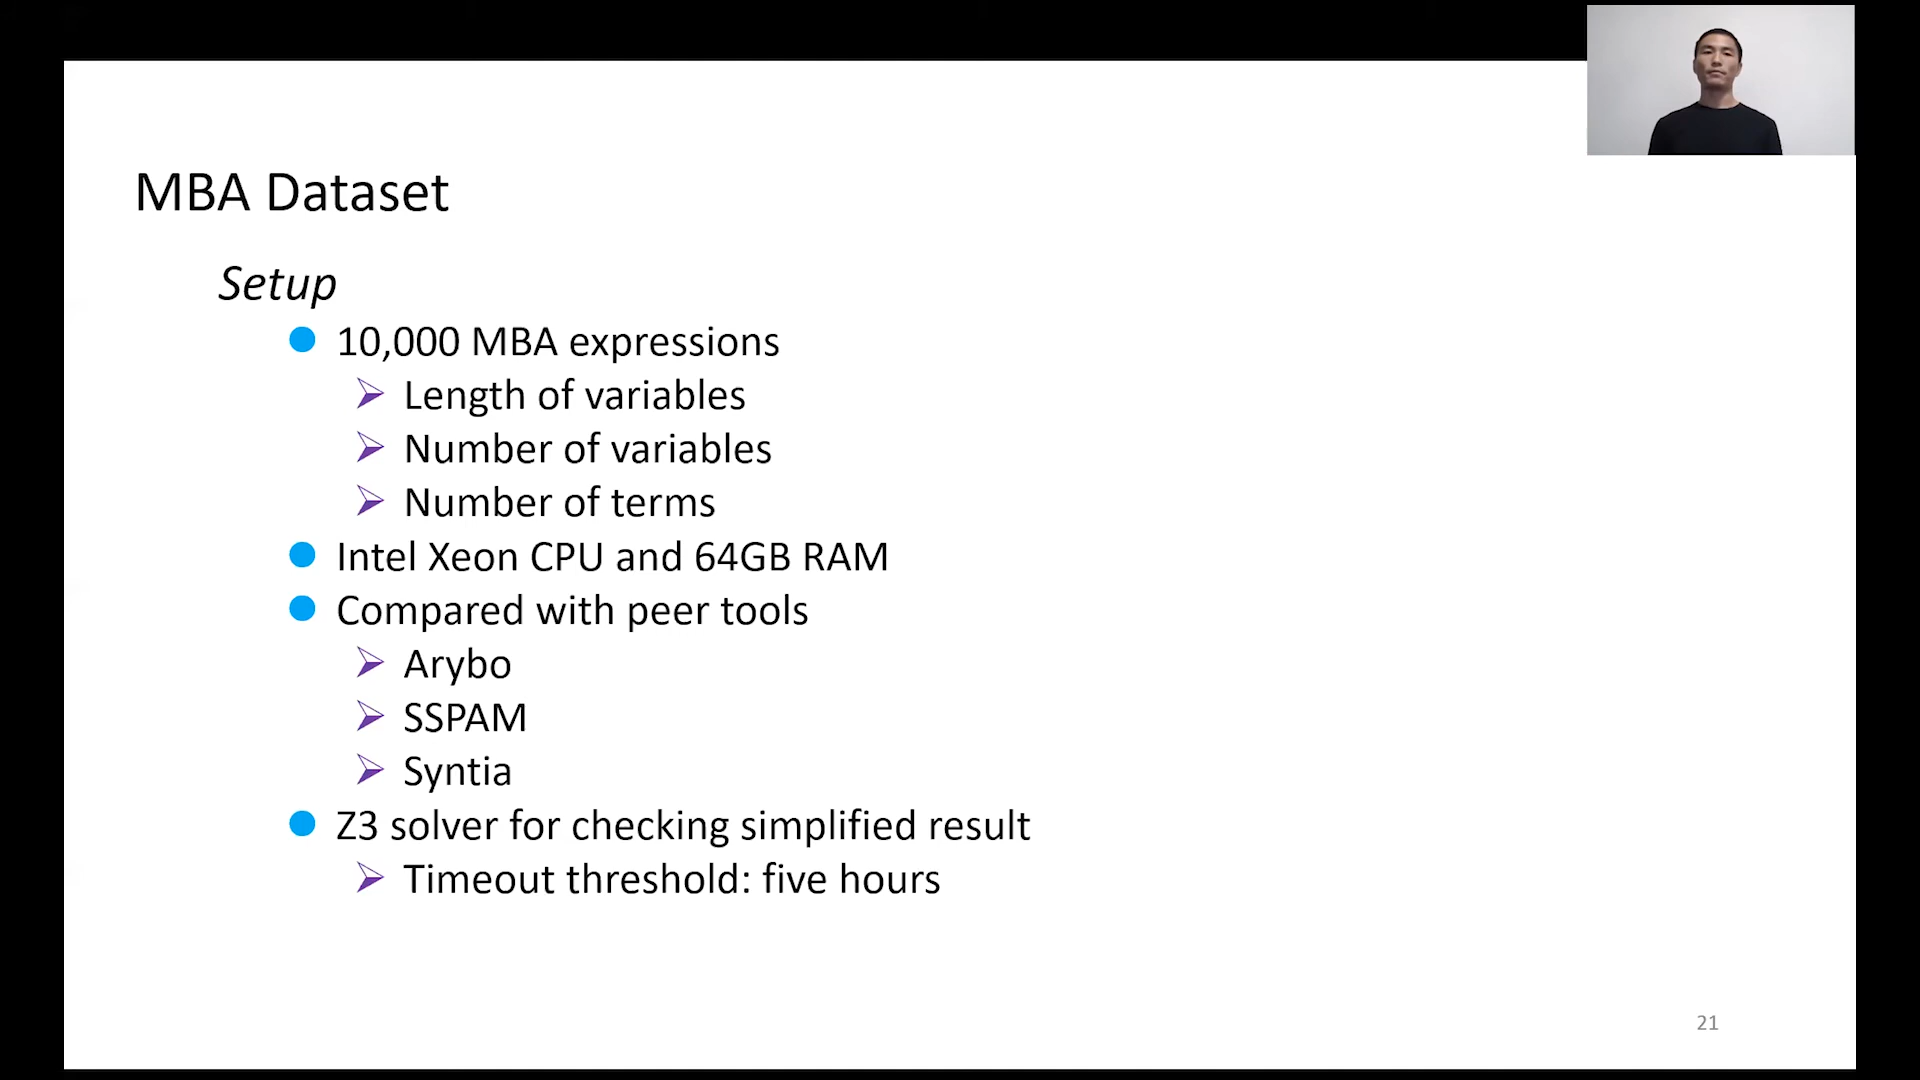 MBA Dataset
Setup
10,000 MBA expressions
Length of variables
Number of variables
Number of terms
Intel Xeon CPU and 64GB RAM
Compared with peer tools
Arybo
SSPAM
Syntia
Z3 solver for checking simplified result
Timeout threshold: five hours
21